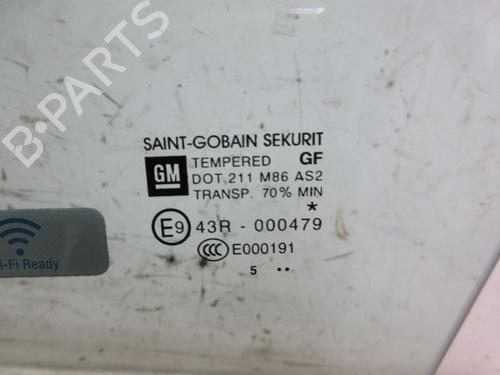 SAINT-GOBAIN SEKURIT
GM
TEMPERED GF
DOT 211 M86 AS2
TRANSP. 70% MIN
*
E9 43R - 000479
CCC E000191
5 ..
i-Fi Ready
B-PARTS